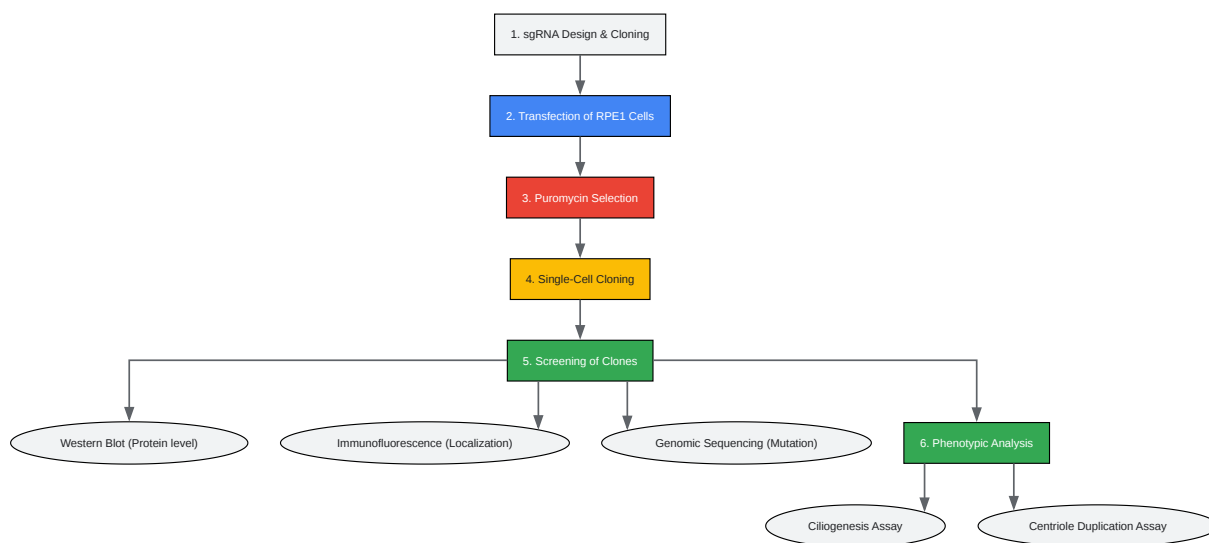 1. sgRNA Design & Cloning
2. Transfection of RPE1 Cells
3. Puromycin Selection
4. Single-Cell Cloning
5. Screening of Clones
Western Blot (Protein level)
Immunofluorescence (Localization)
Genomic Sequencing (Mutation)
6. Phenotypic Analysis
Ciliogenesis Assay
Centriole Duplication Assay